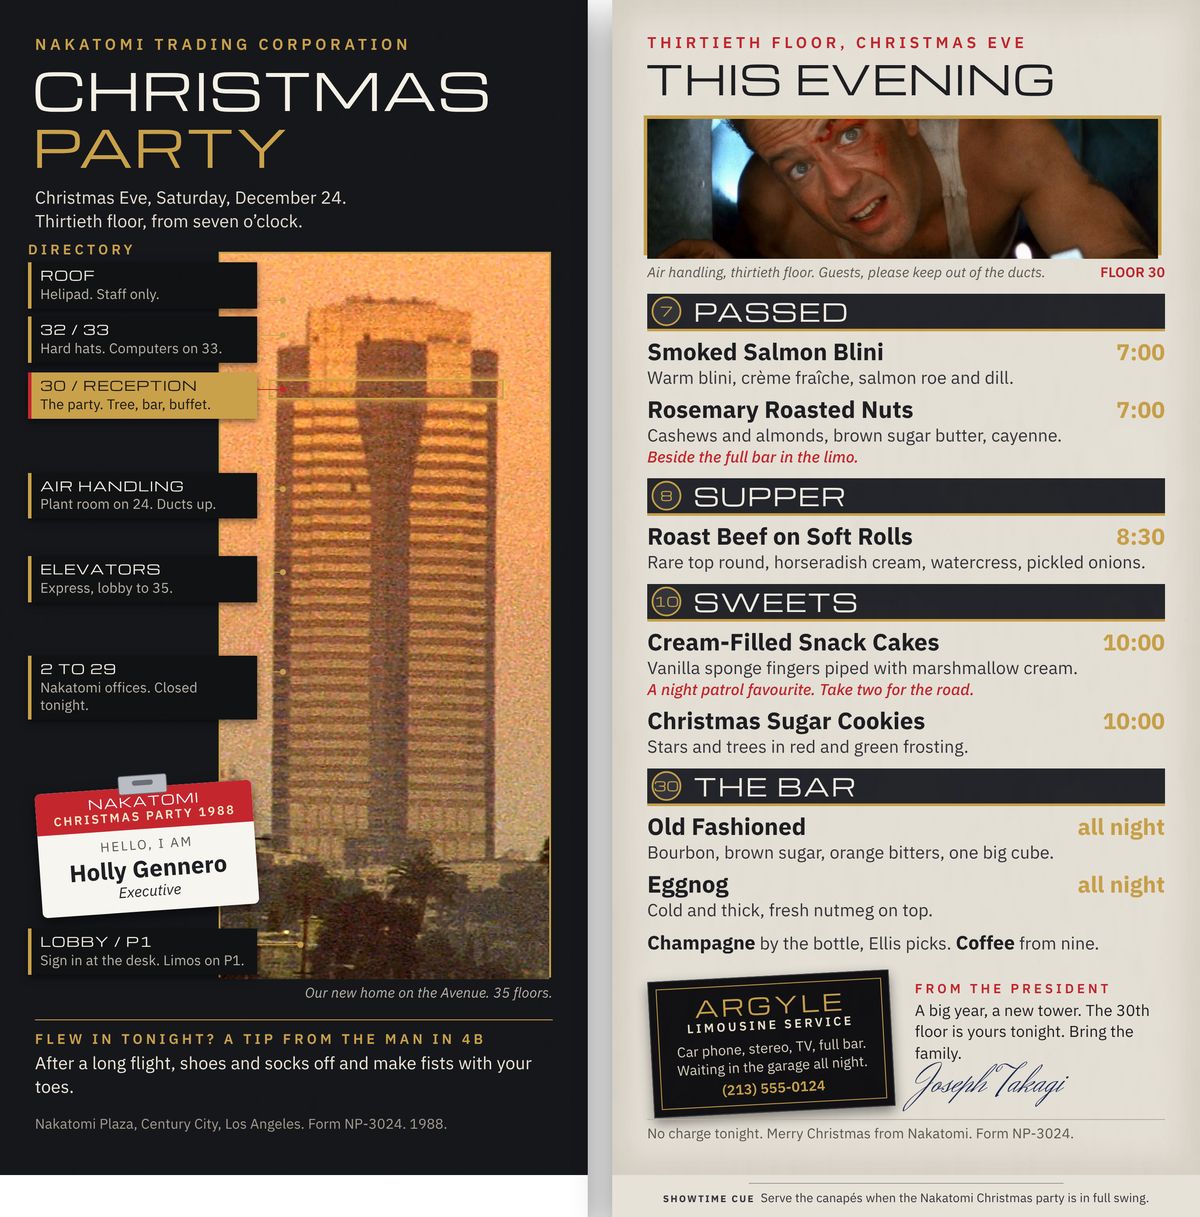 NAKATOMI TRADING CORPORATION
CHRISTMAS
PARTY
Christmas Eve, Saturday, December 24.
Thirtieth floor, from seven o’clock.
DIRECTORY
ROOF
Helipad. Staff only.
32 / 33
Hard hats. Computers on 33.
30 / RECEPTION
The party. Tree, bar, buffet.
AIR HANDLING
Plant room on 24. Ducts up.
ELEVATORS
Express, lobby to 35.
2 TO 29
Nakatomi offices. Closed
tonight.
NAKATOMI
CHRISTMAS PARTY 1988
HELLO, I AM
Holly Gennero
Executive
LOBBY / P1
Sign in at the desk. Limos on P1.
Our new home on the Avenue. 35 floors.
FLEW IN TONIGHT? A TIP FROM THE MAN IN 4B
After a long flight, shoes and socks off and make fists with your
toes.
Nakatomi Plaza, Century City, Los Angeles. Form NP-3024. 1988.
THIRTIETH FLOOR, CHRISTMAS EVE
THIS EVENING
Air handling, thirtieth floor. Guests, please keep out of the ducts. FLOOR 30
7 PASSED
Smoked Salmon Blini 7:00
Warm blini, crème fraîche, salmon roe and dill.
Rosemary Roasted Nuts 7:00
Cashews and almonds, brown sugar butter, cayenne.
Beside the full bar in the limo.
8 SUPPER
Roast Beef on Soft Rolls 8:30
Rare top round, horseradish cream, watercress, pickled onions.
10 SWEETS
Cream-Filled Snack Cakes 10:00
Vanilla sponge fingers piped with marshmallow cream.
A night patrol favourite. Take two for the road.
Christmas Sugar Cookies 10:00
Stars and trees in red and green frosting.
30 THE BAR
Old Fashioned all night
Bourbon, brown sugar, orange bitters, one big cube.
Eggnog all night
Cold and thick, fresh nutmeg on top.
Champagne by the bottle, Ellis picks. Coffee from nine.
ARGYLE
LIMOUSINE SERVICE
Car phone, stereo, TV, full bar.
Waiting in the garage all night.
(213) 555-0124
FROM THE PRESIDENT
A big year, a new tower. The 30th
floor is yours tonight. Bring the
family.
Joseph Takagi
No charge tonight. Merry Christmas from Nakatomi. Form NP-3024.
SHOWTIME CUE Serve the canapés when the Nakatomi Christmas party is in full swing.